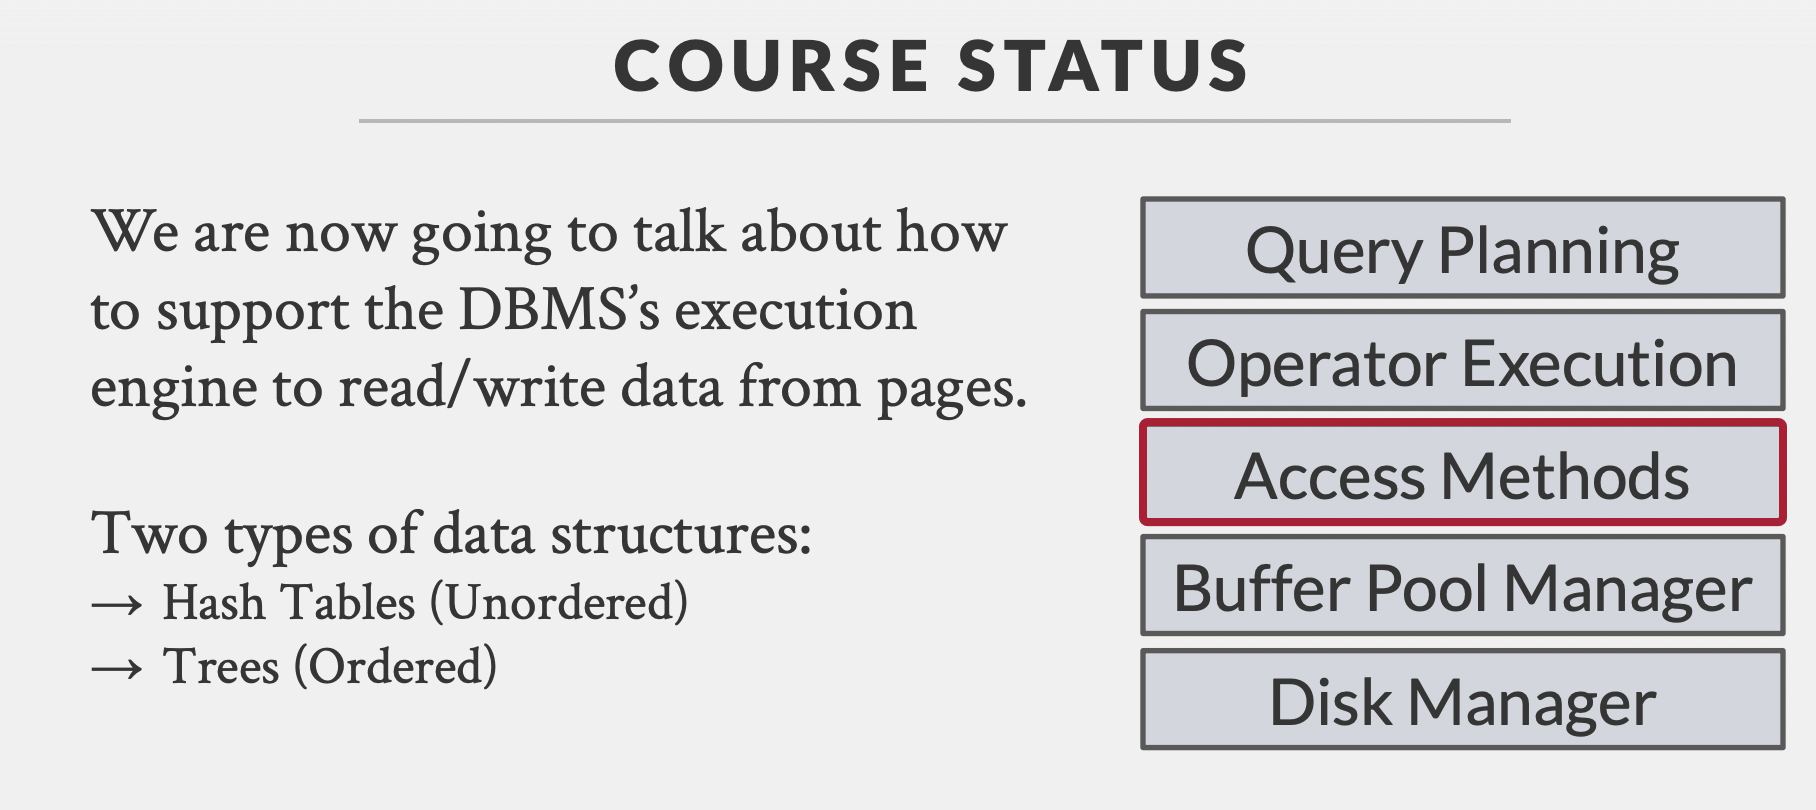 COURSE STATUS
We are now going to talk about how
to support the DBMS’s execution
engine to read/write data from pages.
Two types of data structures:
→ Hash Tables (Unordered)
→ Trees (Ordered)
Query Planning
Operator Execution
Access Methods
Buffer Pool Manager
Disk Manager